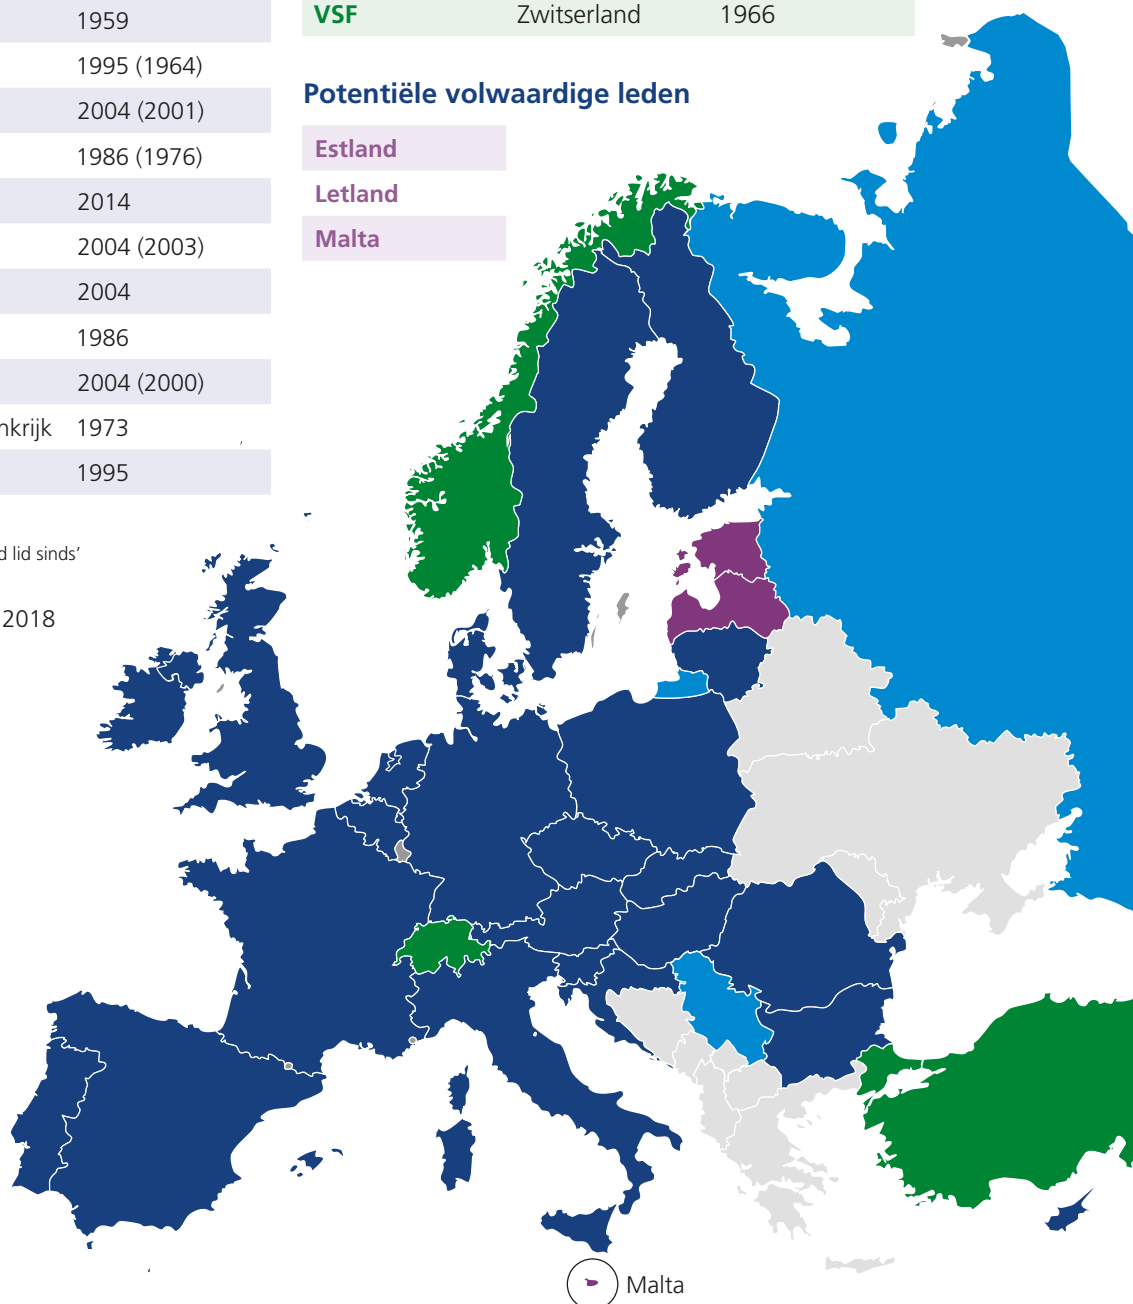 1959
1995 (1964)
2004 (2001)
1986 (1976)
2014
2004 (2003)
2004
1986
2004 (2000)
nkrijk 1973
1995
d lid sinds’
2018
VSF Zwitserland 1966
Potentiële volwaardige leden
Estland
Letland
Malta
Malta